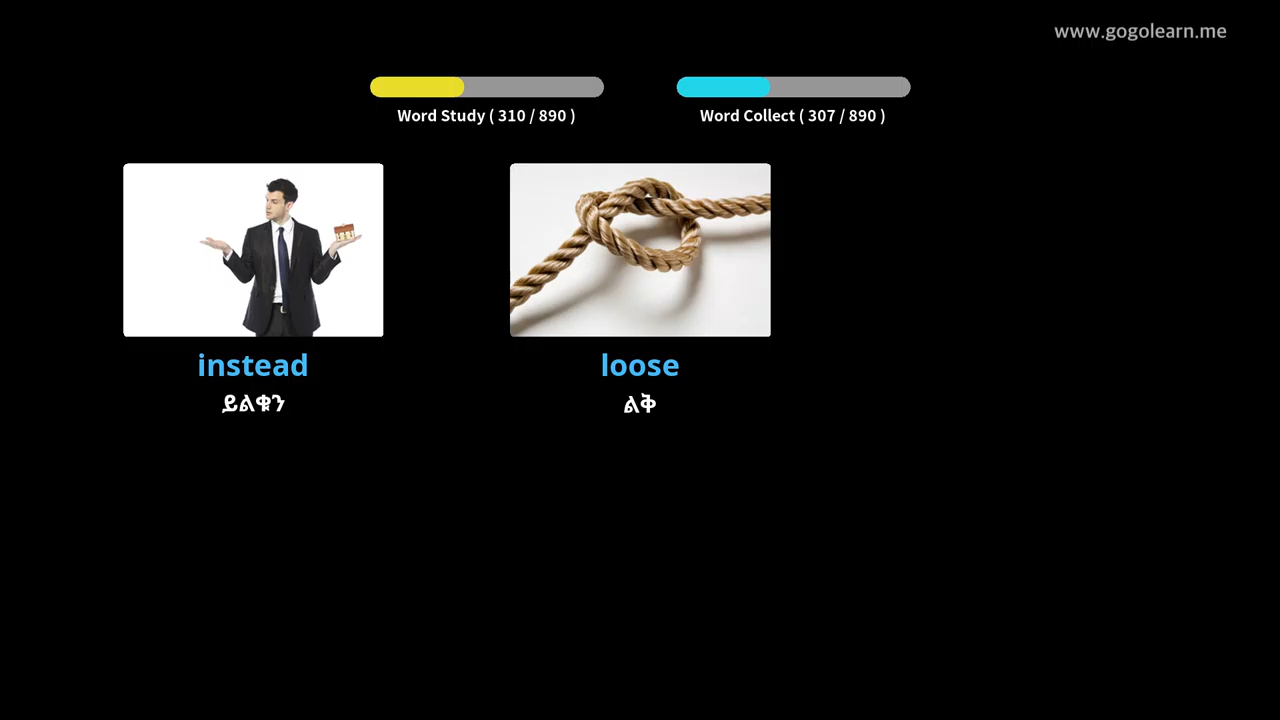 www.gogolearn.me
Word Study ( 310 / 890 )
Word Collect ( 307 / 890 )
instead
ይልቁን
loose
ልቅ